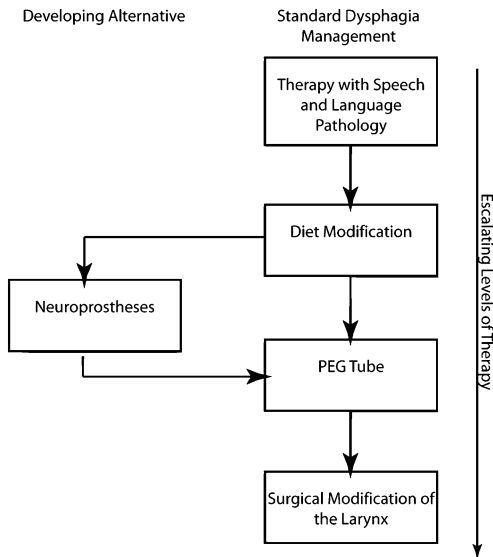 Developing Alternative
Standard Dysphagia
Management
Therapy with Speech
and Language
Pathology
Diet Modification
Neuroprostheses
PEG Tube
Surgical Modification of
the Larynx
Escalating Levels of Therapy